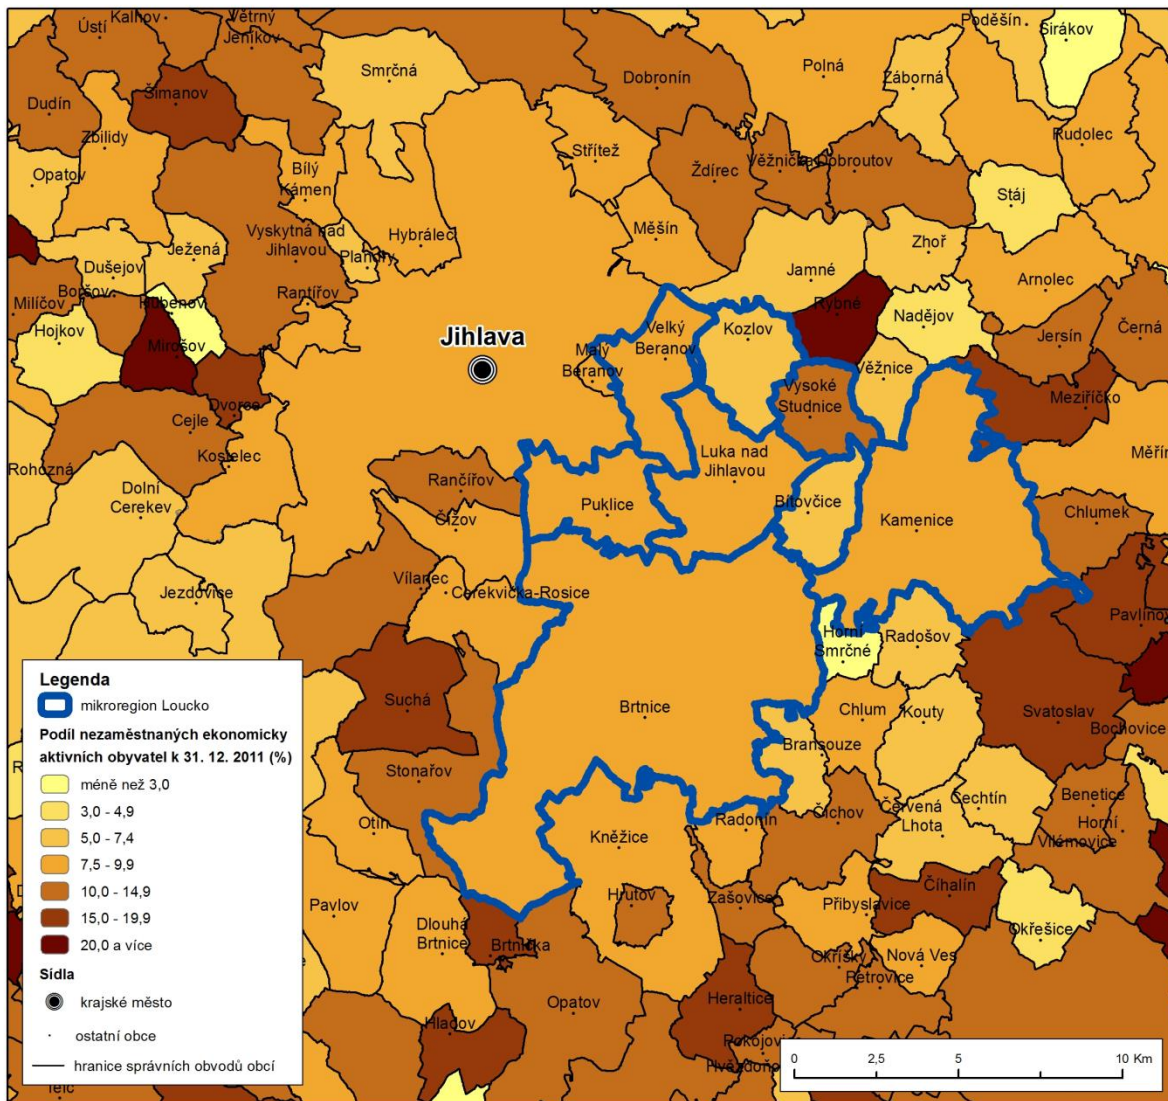 Kalhov
Větrný
Jeníkov
Ústí
Smrčná
Dobronín
Polná
Poděšín
Sirákov
Záborná
Dudín
Šimanov
Zbilidy
Střítež
Věžnička
Dobroutov
Rudolec
Opatov
Bílý
Kámen
Ždírec
Stáj
Ježená
Vyskytná nad
Jihlavou
Hybrálec
Měšín
Zhoř
Dušejov
Plandry
Jamné
Arnolec
Boršov
Milíčov
Hubenov
Rantířov
Rybné
Nadějov
Jersín
Černá
Hojkov
Mirošov
Jihlava
Velký
Beranov
Kozlov
Malý
Beranov
Věžnice
Vysoké
Studnice
Meziříčko
Dvorce
Cejle
Kostelec
Rohozná
Luka nad
Jihlavou
Měřín
Dolní
Cerekev
Rančířov
Puklice
Bítovčice
Kamenice
Chlumek
Čížov
Jezdovice
Vílanec
Cerekvička-Rosice
Pavlínov
Horní
Smrčné
Radošov
Suchá
Brtnice
Chlum
Kouty
Svatoslav
Bochovice
Bransouze
Stonařov
Otín
Kněžice
Radonín
Číchov
Červená
Lhota
Cechtín
Benetice
Horní
Vilémovice
Hrutov
Zašovice
Přibyslavice
Číhalín
Okřešice
Pavlov
Dlouhá
Brtnice
Brtnička
Okříšky
Petrovice
Nová Ves
Opatov
Heraltice
Hladov
Pokojov
Hvězdoňov
Telč
Legenda
mikroregion Loucko
Podíl nezaměstnaných ekonomicky
aktivních obyvatel k 31. 12. 2011 (%)
méně než 3,0
3,0 - 4,9
5,0 - 7,4
7,5 - 9,9
10,0 - 14,9
15,0 - 19,9
20,0 a více
Sídla
krajské město
ostatní obce
hranice správních obvodů obcí
0 2,5 5 10 Km